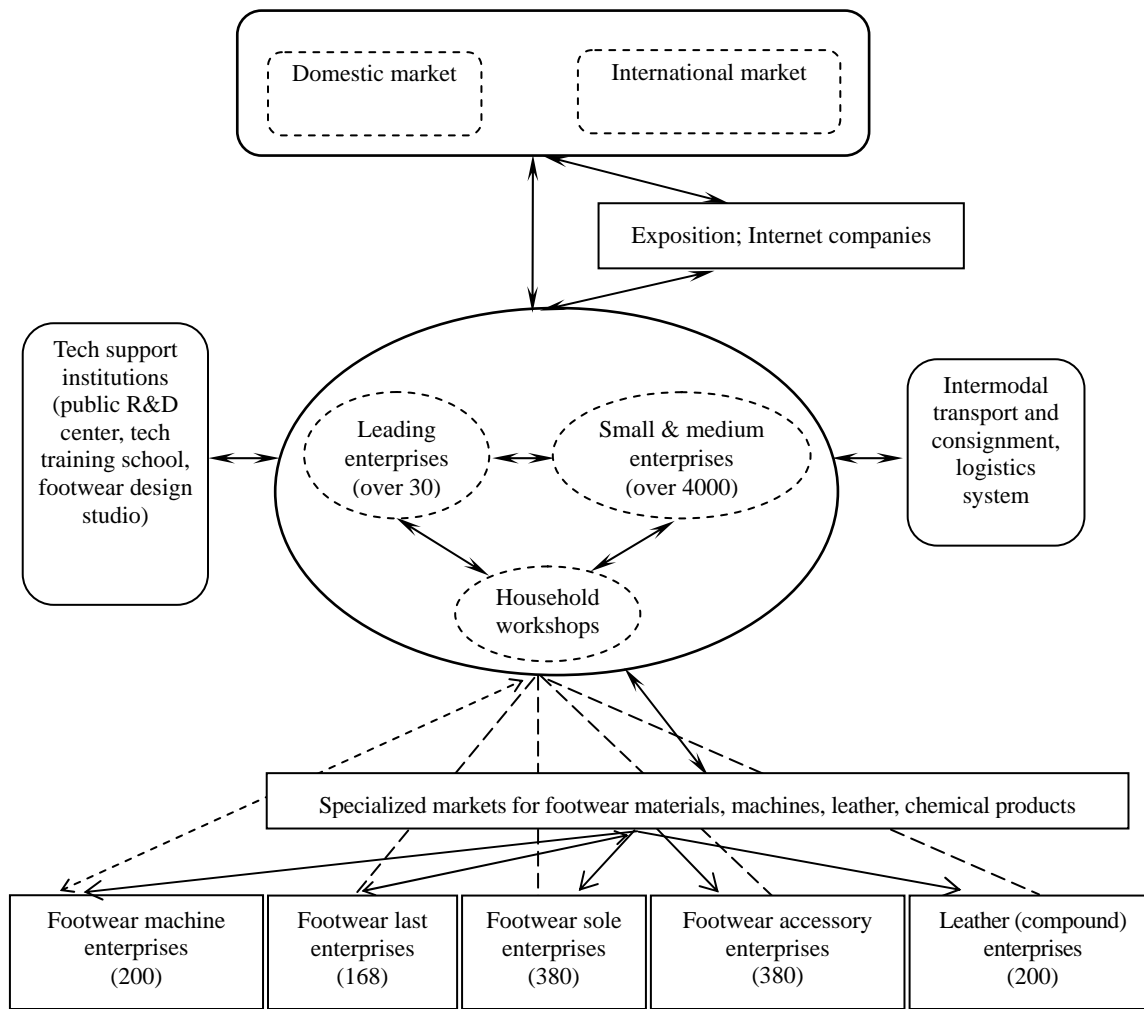 Domestic market
International market
Exposition; Internet companies
Tech support
institutions
(public R&D
center, tech
training school,
footwear design
studio)
Leading
enterprises
(over 30)
Small & medium
enterprises
(over 4000)
Household
workshops
Intermodal
transport and
consignment,
logistics
system
Specialized markets for footwear materials, machines, leather, chemical products
Footwear machine
enterprises
(200)
Footwear last
enterprises
(168)
Footwear sole
enterprises
(380)
Footwear accessory
enterprises
(380)
Leather (compound)
enterprises
(200)